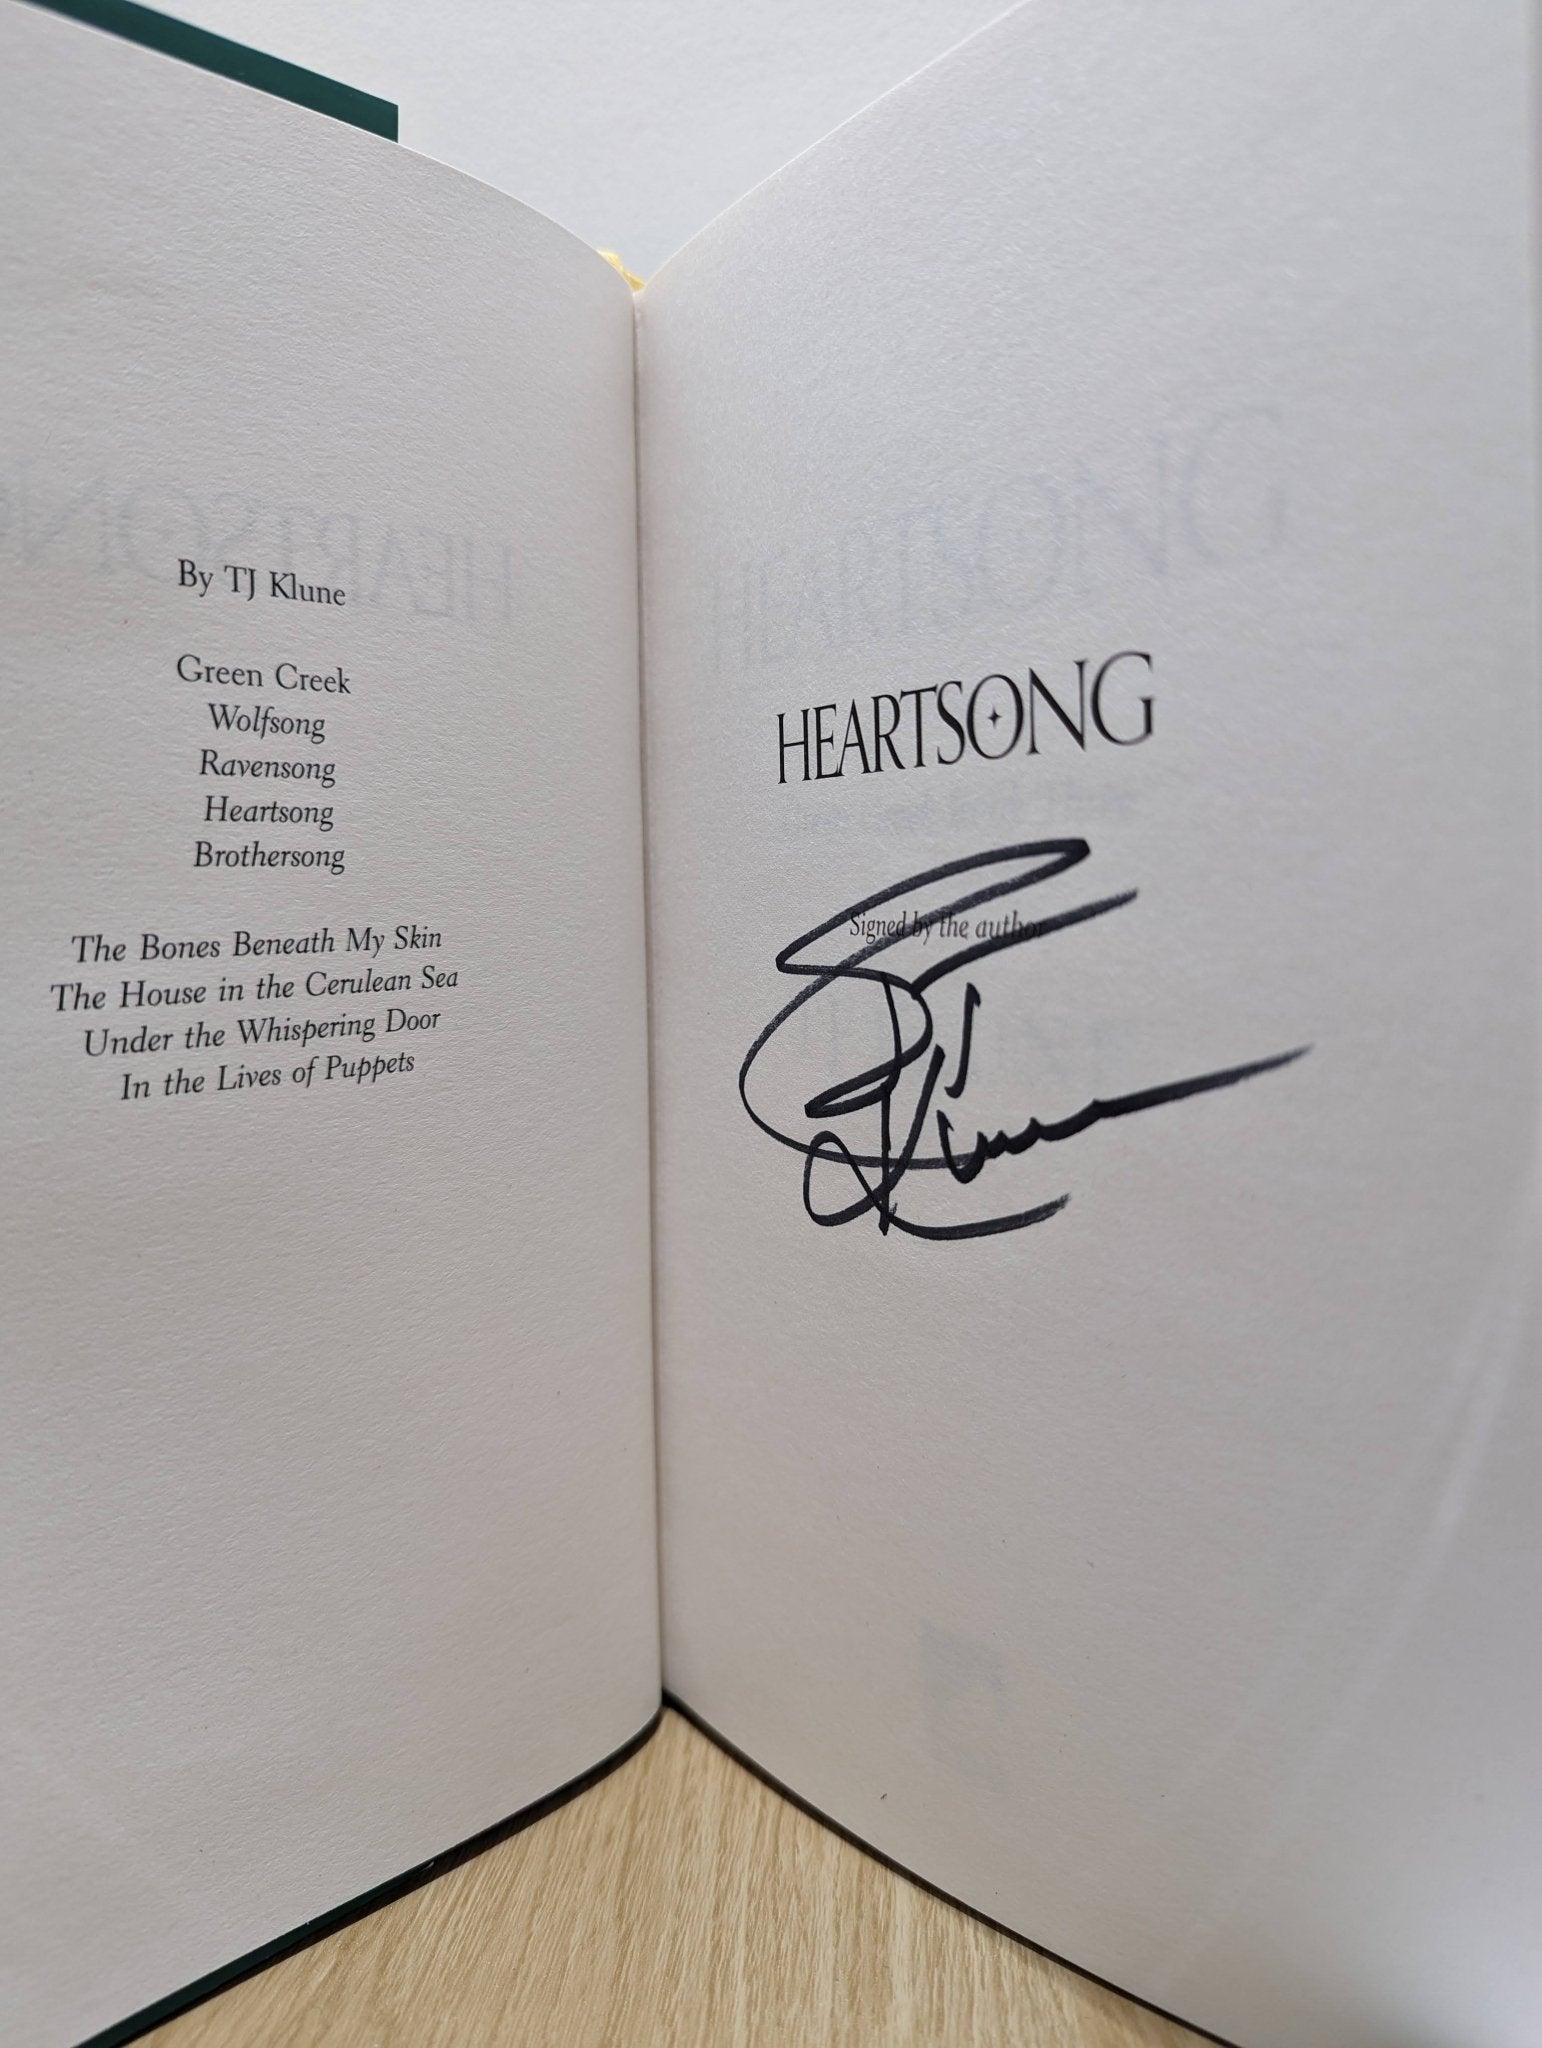 By TJ Klune
Green Creek
Wolfsong
Ravensong
Heartsong
Brothersong
The Bones Beneath My Skin
The House in the Cerulean Sea
Under the Whispering Door
In the Lives of Puppets
HEARTSONG
Signed by the author